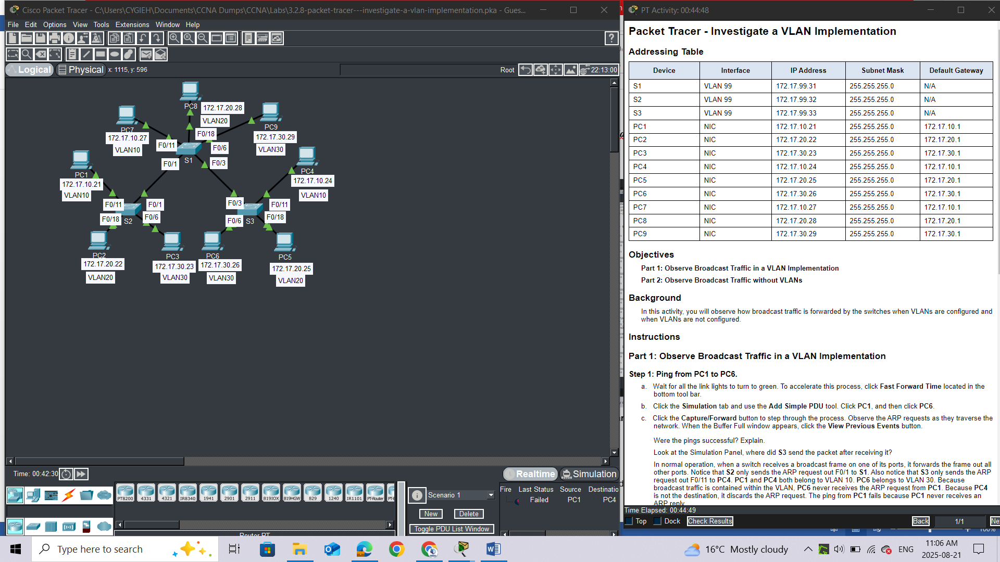 Cisco Packet Tracer - C:\Users\CYGIEH\Documents\CCNA Dumps\CCNA\Labs\3.2.8-packet-tracer---investigate-a-vlan-implementation.pka - Gues...
File Edit Options View Tools Extensions Window Help
Logical Physical x: 1115, y: 596 Root 22:13:00
PC8
172.17.20.28
VLAN20
PC7
172.17.10.27
VLAN10
PC9
172.17.30.29
VLAN30
F0/18
F0/11
F0/6
S1
F0/1
F0/3
PC1
172.17.10.21
VLAN10
PC4
172.17.10.24
VLAN10
F0/11
F0/1
F0/18
F0/6
S2
F0/3
F0/11
F0/6
F0/18
S3
PC2
172.17.20.22
VLAN20
PC3
172.17.30.23
VLAN30
PC6
172.17.30.26
VLAN30
PC5
172.17.20.25
VLAN20
Time: 00:42:30
Realtime Simulation
PT8200 4331 4321 IR8340 1941 2901 2911 819IOX 819HGW 829 1240 IR1101 PT-Router
Router PT
Scenario 1
New Delete
Toggle PDU List Window
Fire Last Status Source Destinatio
Failed PC1 PC4
PT Activity: 00:44:48
Packet Tracer - Investigate a VLAN Implementation
Addressing Table
Device Interface IP Address Subnet Mask Default Gateway
S1 VLAN 99 172.17.99.31 255.255.255.0 N/A
S2 VLAN 99 172.17.99.32 255.255.255.0 N/A
S3 VLAN 99 172.17.99.33 255.255.255.0 N/A
PC1 NIC 172.17.10.21 255.255.255.0 172.17.10.1
PC2 NIC 172.17.20.22 255.255.255.0 172.17.20.1
PC3 NIC 172.17.30.23 255.255.255.0 172.17.30.1
PC4 NIC 172.17.10.24 255.255.255.0 172.17.10.1
PC5 NIC 172.17.20.25 255.255.255.0 172.17.20.1
PC6 NIC 172.17.30.26 255.255.255.0 172.17.30.1
PC7 NIC 172.17.10.27 255.255.255.0 172.17.10.1
PC8 NIC 172.17.20.28 255.255.255.0 172.17.20.1
PC9 NIC 172.17.30.29 255.255.255.0 172.17.30.1
Objectives
Part 1: Observe Broadcast Traffic in a VLAN Implementation
Part 2: Observe Broadcast Traffic without VLANs
Background
In this activity, you will observe how broadcast traffic is forwarded by the switches when VLANs are configured and
when VLANs are not configured.
Instructions
Part 1: Observe Broadcast Traffic in a VLAN Implementation
Step 1: Ping from PC1 to PC6.
a. Wait for all the link lights to turn to green. To accelerate this process, click Fast Forward Time located in the
bottom tool bar.
b. Click the Simulation tab and use the Add Simple PDU tool. Click PC1, and then click PC6.
c. Click the Capture/Forward button to step through the process. Observe the ARP requests as they traverse the
network. When the Buffer Full window appears, click the View Previous Events button.
Were the pings successful? Explain.
Look at the Simulation Panel, where did S3 send the packet after receiving it?
In normal operation, when a switch receives a broadcast frame on one of its ports, it forwards the frame out all
other ports. Notice that S2 only sends the ARP request out F0/1 to S1. Also notice that S3 only sends the ARP
request out F0/11 to PC4. PC1 and PC4 both belong to VLAN 10. PC6 belongs to VLAN 30. Because
broadcast traffic is contained within the VLAN, PC6 never receives the ARP request from PC1. Because PC4
is not the destination, it discards the ARP request. The ping from PC1 fails because PC1 never receives an
ARP reply
Time Elapsed: 00:44:49
Top Dock Check Results Back 1/1 Ne
100%
Type here to search
16°C Mostly cloudy
ENG
11:06 AM
2025-08-21